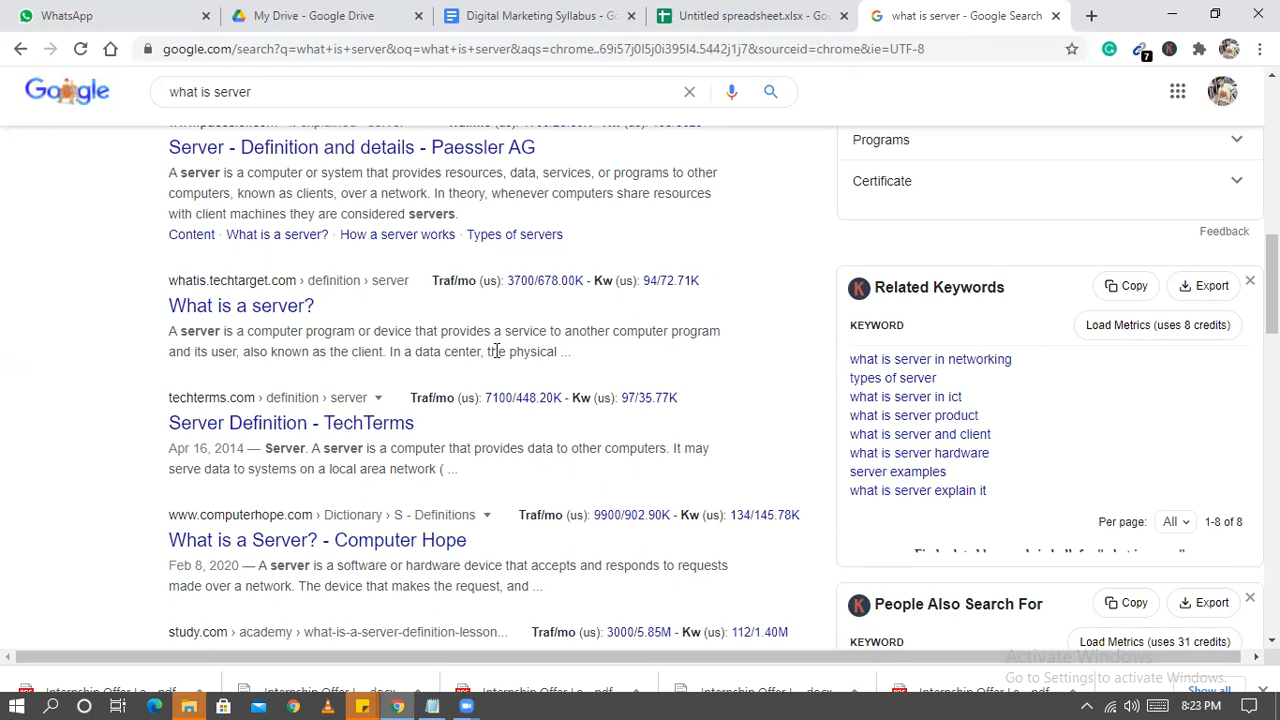 WhatsApp
My Drive - Google Drive
Digital Marketing Syllabus - Go
Untitled spreadsheet.xlsx - Goo
what is server - Google Search
google.com/search?q=what+is+server&oq=what+is+server&aqs=chrome..69i57j0l5j0i395l4.5442j1j7&sourceid=chrome&ie=UTF-8
7
Google
what is server
Server - Definition and details - Paessler AG
A server is a computer or system that provides resources, data, services, or programs to other
computers, known as clients, over a network. In theory, whenever computers share resources
with client machines they are considered servers.
Content · What is a server? · How a server works · Types of servers
whatis.techtarget.com › definition › server Traf/mo (us): 3700/678.00K - Kw (us): 94/72.71K
What is a server?
A server is a computer program or device that provides a service to another computer program
and its user, also known as the client. In a data center, the physical ...
techterms.com › definition › server Traf/mo (us): 7100/448.20K - Kw (us): 97/35.77K
Server Definition - TechTerms
Apr 16, 2014 — Server. A server is a computer that provides data to other computers. It may
serve data to systems on a local area network ( ...
www.computerhope.com › Dictionary › S - Definitions Traf/mo (us): 9900/902.90K - Kw (us): 134/145.78K
What is a Server? - Computer Hope
Feb 8, 2020 — A server is a software or hardware device that accepts and responds to requests
made over a network. The device that makes the request, and ...
study.com › academy › what-is-a-server-definition-lesson... Traf/mo (us): 3000/5.85M - Kw (us): 112/1.40M
Programs
Certificate
Feedback
K Related Keywords Copy Export
KEYWORD Load Metrics (uses 8 credits)
what is server in networking
types of server
what is server in ict
what is server product
what is server and client
what is server hardware
server examples
what is server explain it
Per page: All 1-8 of 8
K People Also Search For Copy Export
KEYWORD Load Metrics (uses 31 credits)
Activate Windows
Go to Settings to activate Windows.
Internship Offer Le....pdf
Internship Offer Le....docx
Show all
8:23 PM